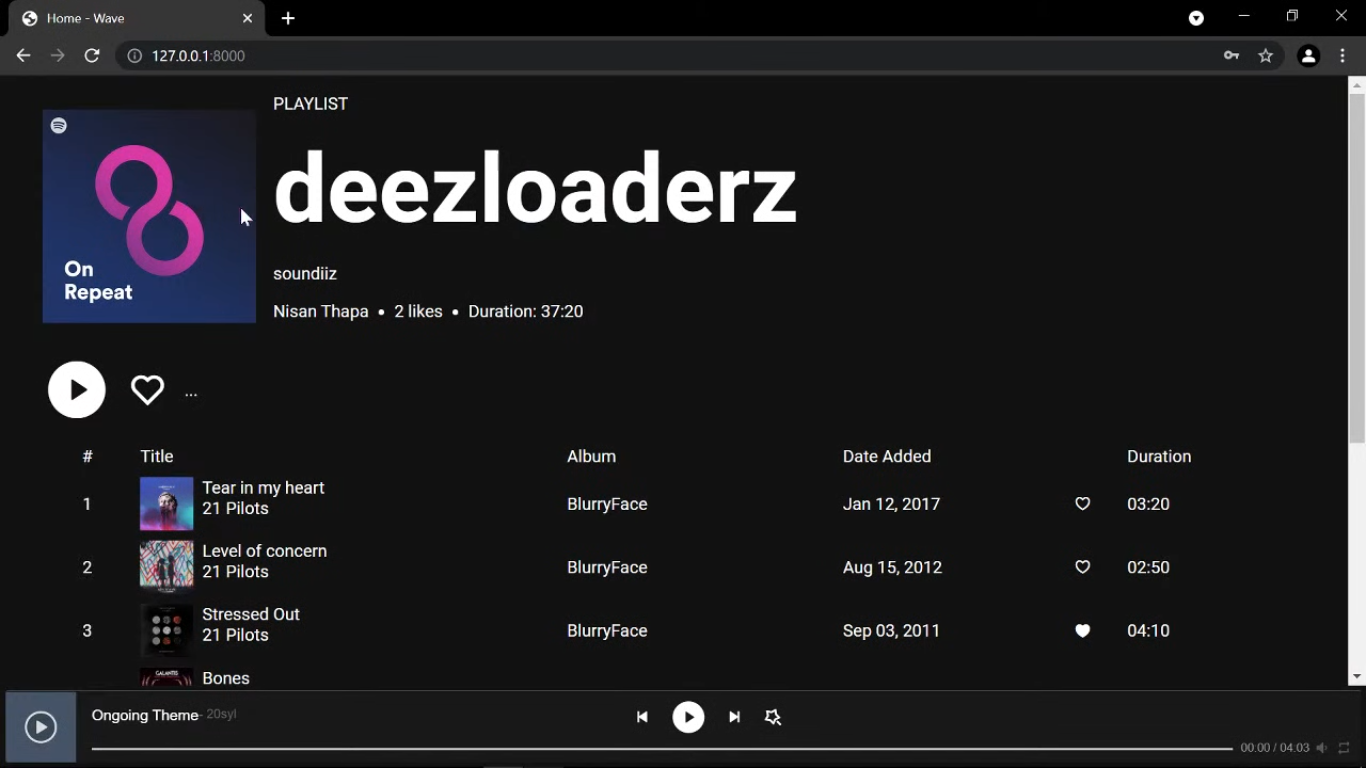 Home - Wave
127.0.0.1:8000
PLAYLIST
deezloaderz
On
Repeat
soundiiz
Nisan Thapa • 2 likes • Duration: 37:20
...
# Title Album Date Added Duration
1 Tear in my heart BlurryFace Jan 12, 2017 03:20
21 Pilots
2 Level of concern BlurryFace Aug 15, 2012 02:50
21 Pilots
3 Stressed Out BlurryFace Sep 03, 2011 04:10
21 Pilots
GALANTIS
Bones
Ongoing Theme- 20syl
00:00 / 04:03